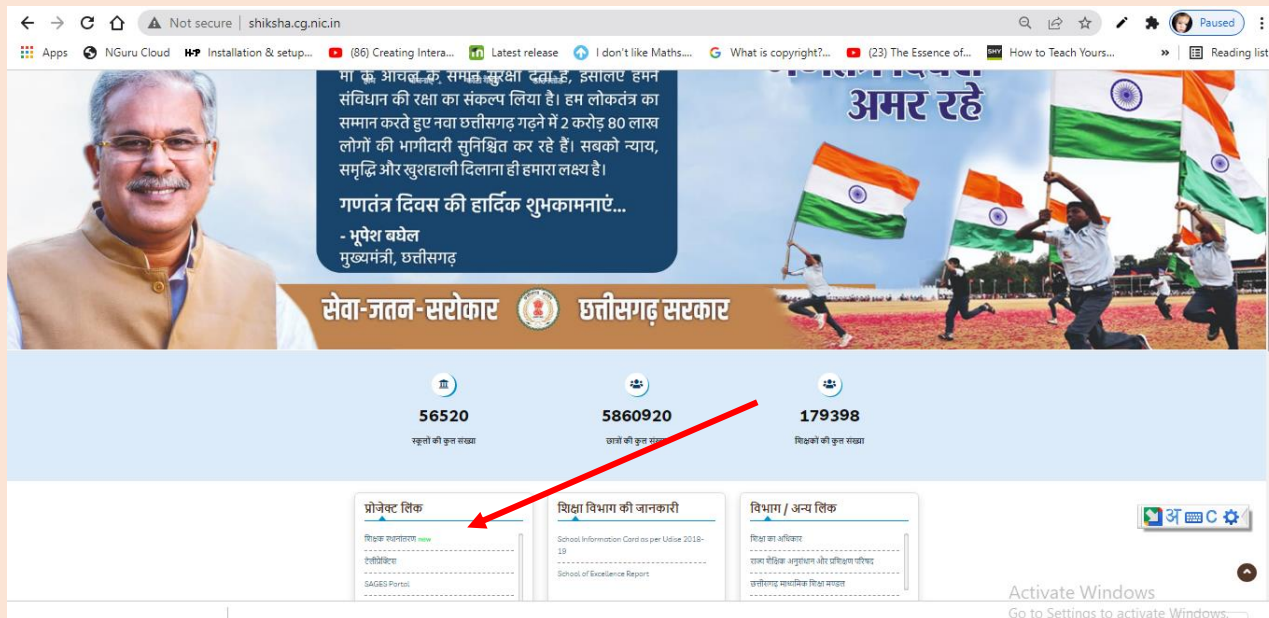 Not secure | shiksha.cg.nic.in
Paused
Apps NGuru Cloud H·P Installation & setup... (86) Creating Intera... Latest release I don't like Maths.... What is copyright?... (23) The Essence of... SHY How to Teach Yours... » Reading list
संविधान की रक्षा का संकल्प लिया है। हम लोकतंत्र का
सम्मान करते हुए नवा छत्तीसगढ़ गढ़ने में 2 करोड़ 80 लाख
लोगों की भागीदारी सुनिश्चित कर रहे हैं। सबको न्याय,
समृद्धि और खुशहाली दिलाना ही हमारा लक्ष्य है।
गणतंत्र दिवस की हार्दिक शुभकामनाएं...
- भूपेश बघेल
मुख्यमंत्री, छत्तीसगढ़
अमर रहे
सेवा-जतन-सरोकार छत्तीसगढ़ सरकार
56520
स्कूलो की कुल संख्या
5860920
छात्रों की कुल
179398
शिक्षकों की कुल संख्या
प्रोजेक्ट लिंक
शिक्षक स्थानांतरण new
टेलीप्रैक्टिस
SAGES Portal
शिक्षा विभाग की जानकारी
School Information Card as per Udise 2018-
19
School of Excellence Report
विभाग / अन्य लिंक
शिक्षा का अधिकार
राज्य शैक्षिक अनुसंधान और प्रशिक्षण परिषद
छत्तीसगढ़ माध्यमिक शिक्षा मण्डल
अ C
Activate Windows
Go to Settings to activate Windows.